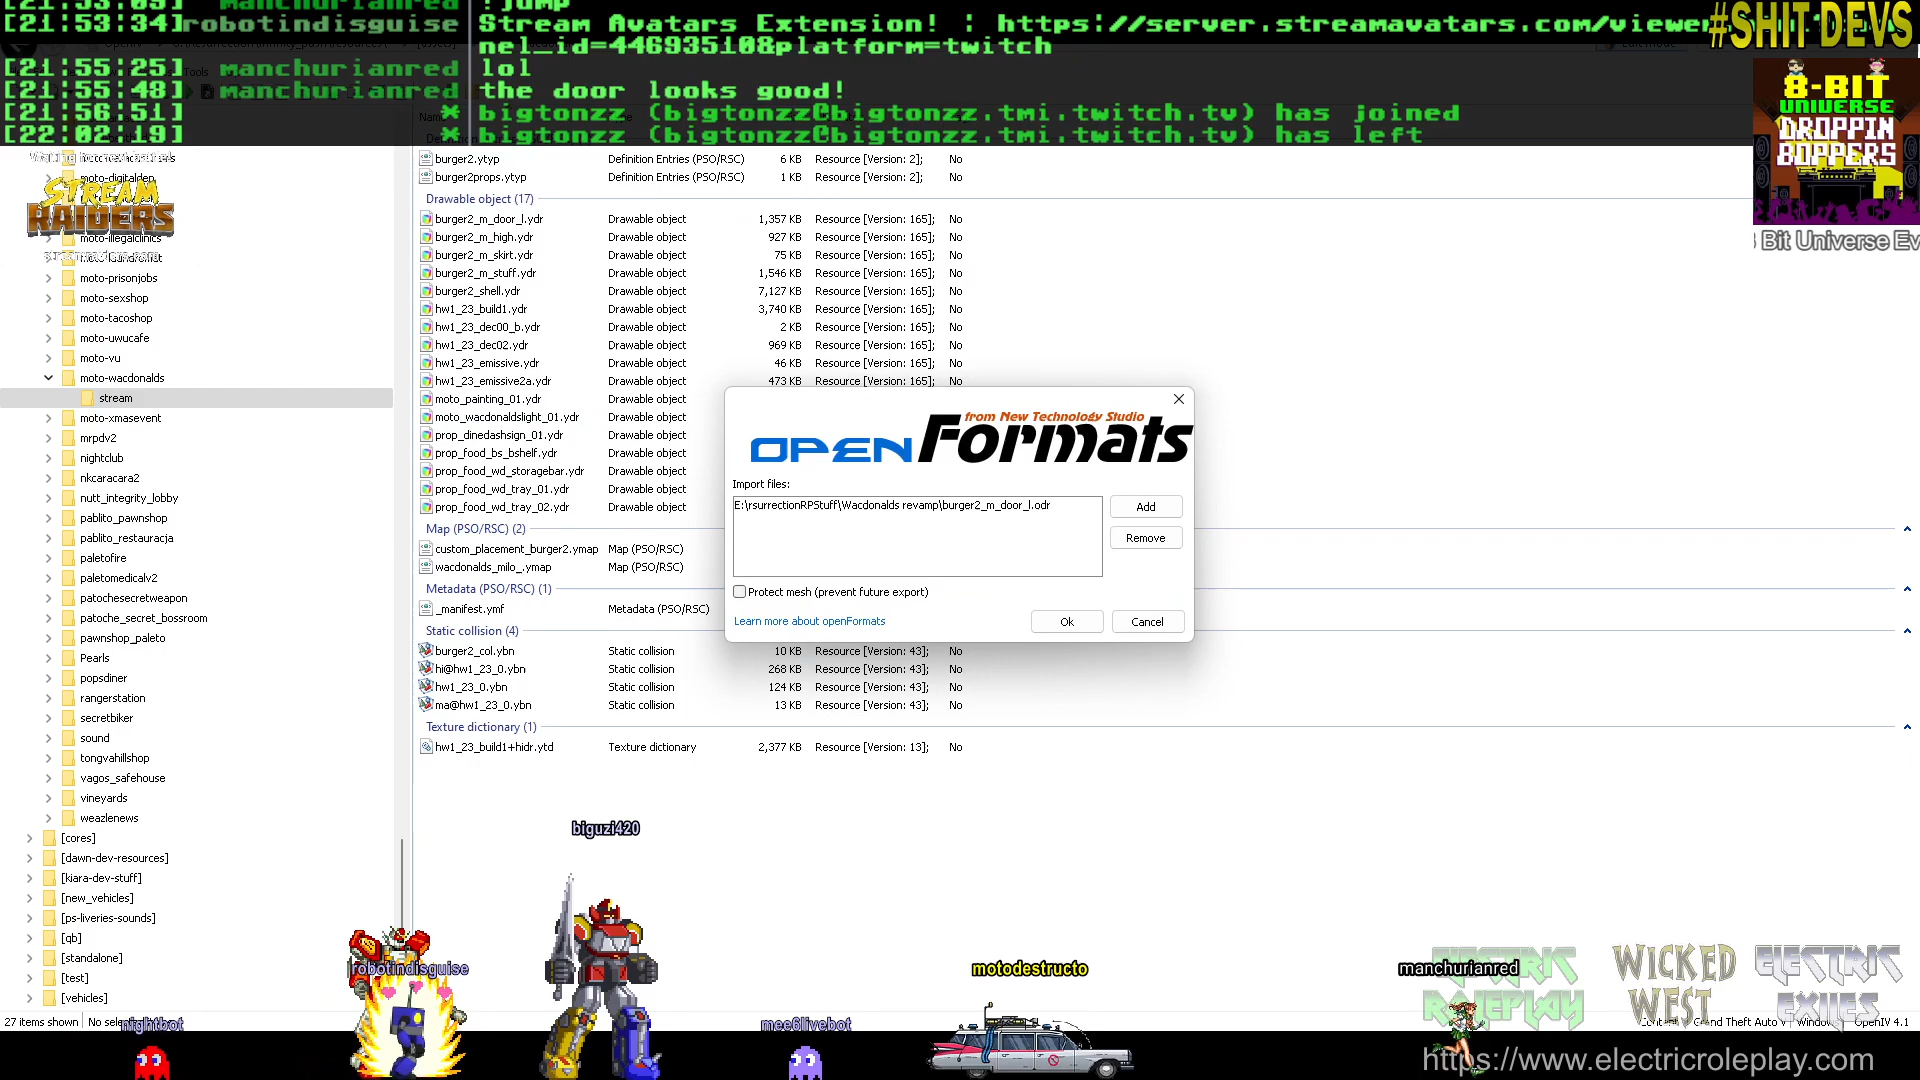 manchurianred !jump
[21:53:34] robotindisguise Stream Avatars Extension! : https://server.streamavatars.com/viewer
nel_id=44693510&platform=twitch
[21:55:25] manchurianred lol
[21:55:48] manchurianred the door looks good!
[21:56:51] * bigtonzz (bigtonzz@bigtonzz.tmi.twitch.tv) has joined
[22:02:19] * bigtonzz (bigtonzz@bigtonzz.tmi.twitch.tv) has left
#SHIT DEVS
8-BIT
UNIVERSE
DROPPIN
BOPPERS
Bit Universe Ev
STREAM
RAIDERS
moto-digitalden
moto-illegalclinics
moto-prisonjobs
moto-sexshop
moto-tacoshop
moto-uwucafe
moto-vu
moto-wacdonalds
stream
moto-xmasevent
mrpdv2
nightclub
nkcaracara2
nutt_integrity_lobby
pablito_pawnshop
pablito_restauracja
paletofire
paletomedicalv2
patochesecretweapon
patoche_secret_bossroom
pawnshop_paleto
Pearls
popsdiner
rangerstation
secretbiker
sound
tongvahillshop
vagos_safehouse
vineyards
weazlenews
[cores]
[dawn-dev-resources]
[kiara-dev-stuff]
[new_vehicles]
[ps-liveries-sounds]
[qb]
[standalone]
[test]
[vehicles]
27 items shown
burger2.ytyp Definition Entries (PSO/RSC) 6 KB Resource [Version: 2]; No
burger2props.ytyp Definition Entries (PSO/RSC) 1 KB Resource [Version: 2]; No
Drawable object (17)
burger2_m_door_l.ydr Drawable object 1,357 KB Resource [Version: 165]; No
burger2_m_high.ydr Drawable object 927 KB Resource [Version: 165]; No
burger2_m_skirt.ydr Drawable object 75 KB Resource [Version: 165]; No
burger2_m_stuff.ydr Drawable object 1,546 KB Resource [Version: 165]; No
burger2_shell.ydr Drawable object 7,127 KB Resource [Version: 165]; No
hw1_23_build1.ydr Drawable object 3,740 KB Resource [Version: 165]; No
hw1_23_dec00_b.ydr Drawable object 2 KB Resource [Version: 165]; No
hw1_23_dec02.ydr Drawable object 969 KB Resource [Version: 165]; No
hw1_23_emissive.ydr Drawable object 46 KB Resource [Version: 165]; No
hw1_23_emissive2a.ydr Drawable object 473 KB Resource [Version: 165]; No
moto_painting_01.ydr Drawable object
moto_wacdonaldslight_01.ydr Drawable object
prop_dinedashsign_01.ydr Drawable object
prop_food_bs_bshelf.ydr Drawable object
prop_food_wd_storagebar.ydr Drawable object
prop_food_wd_tray_01.ydr Drawable object
prop_food_wd_tray_02.ydr Drawable object
Map (PSO/RSC) (2)
custom_placement_burger2.ymap Map (PSO/RSC)
wacdonalds_milo_.ymap Map (PSO/RSC)
Metadata (PSO/RSC) (1)
_manifest.ymf Metadata (PSO/RSC)
Static collision (4)
burger2_col.ybn Static collision 10 KB Resource [Version: 43]; No
hi@hw1_23_0.ybn Static collision 268 KB Resource [Version: 43]; No
hw1_23_0.ybn Static collision 124 KB Resource [Version: 43]; No
ma@hw1_23_0.ybn Static collision 13 KB Resource [Version: 43]; No
Texture dictionary (1)
hw1_23_build1+hidr.ytd Texture dictionary 2,377 KB Resource [Version: 13]; No
from New Technology Studio
OPEN Formats
Import files:
E:\rsurrectionRPStuff\Wacdonalds revamp\burger2_m_door_l.odr
Add
Remove
Protect mesh (prevent future export)
Learn more about openFormats
Ok
Cancel
biguzi420
robotindisguise
motodestructo
manchurianred
nightbot
mee6livebot
ELECTRIC
ROLEPLAY
WICKED
WEST
ELECTRIC
EXILES
Grand Theft Auto V
OpenIV 4.1
https://www.electricroleplay.com